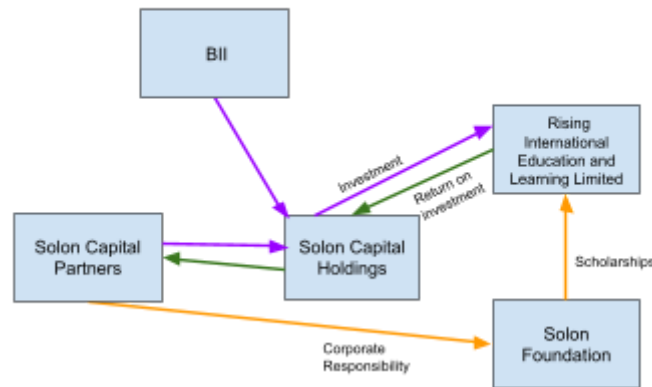 BII
Rising
International
Education and
Learning Limited
Investment
Return on
investment
Solon Capital
Partners
Solon Capital
Holdings
Scholarships
Solon
Foundation
Corporate
Responsibility